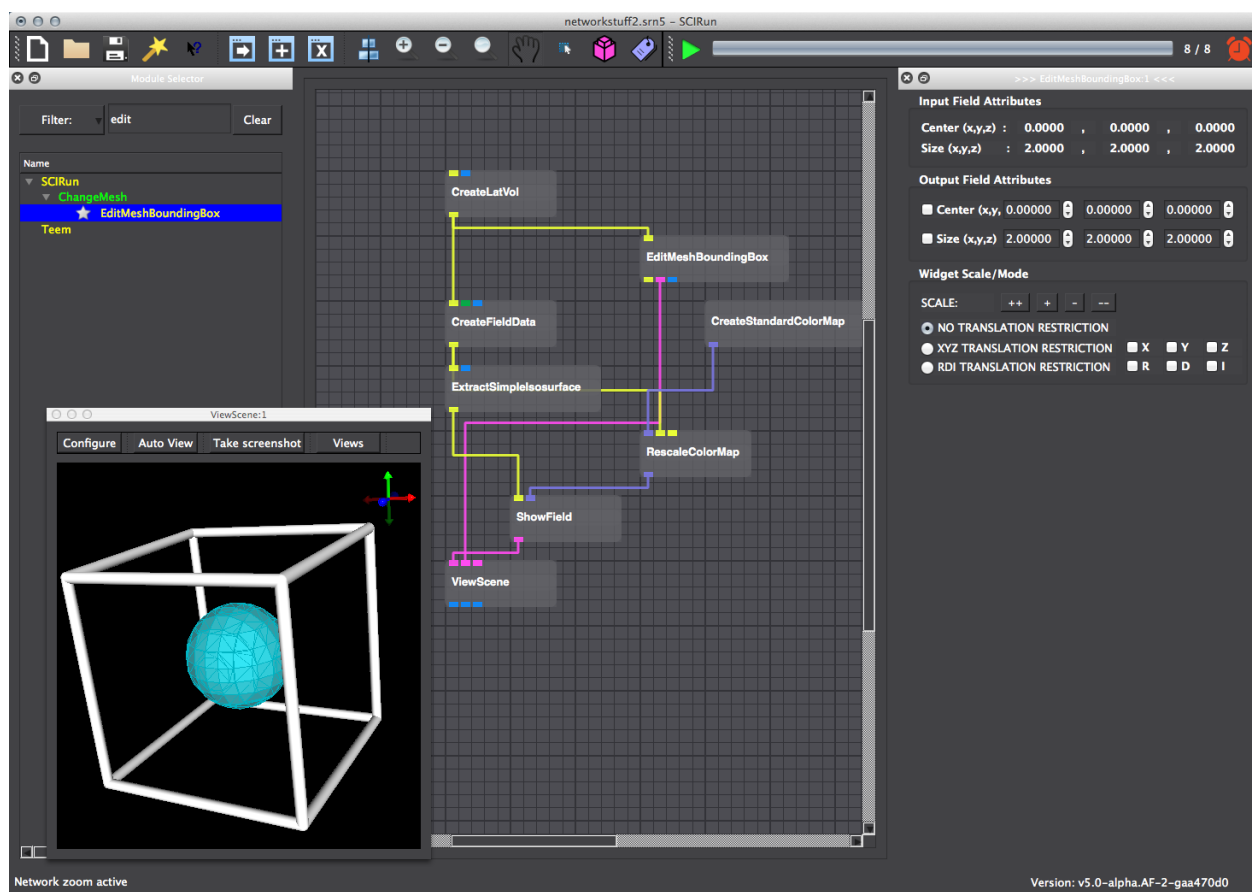 networkstuff2.srn5 – SCIRun
8 / 8
Module Selector
>>> EditMeshBoundingBox:1 <<<
Filter:
edit
Clear
Name
SCIRun
ChangeMesh
EditMeshBoundingBox
Teem
CreateLatVol
EditMeshBoundingBox
CreateFieldData
CreateStandardColorMap
ExtractSimpleIsosurface
RescaleColorMap
ShowField
ViewScene
ViewScene:1
Configure Auto View Take screenshot Views
Input Field Attributes
Center (x,y,z) : 0.0000 , 0.0000 , 0.0000
Size (x,y,z) : 2.0000 , 2.0000 , 2.0000
Output Field Attributes
Center (x,y, 0.00000 0.00000 0.00000
Size (x,y,z) 2.00000 2.00000 2.00000
Widget Scale/Mode
SCALE: ++ + - --
NO TRANSLATION RESTRICTION
XYZ TRANSLATION RESTRICTION X Y Z
RDI TRANSLATION RESTRICTION R D I
Network zoom active
Version: v5.0-alpha.AF-2-gaa470d0